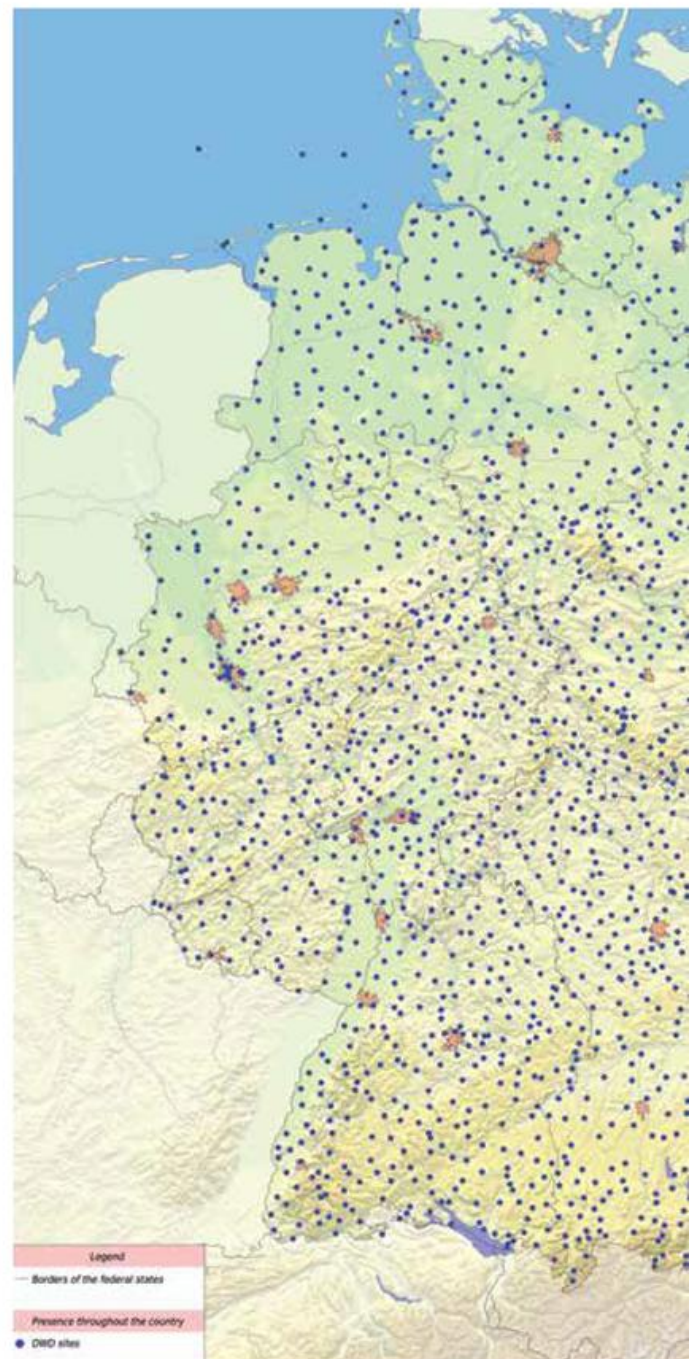 Legend
Borders of the federal states
Presence throughout the country
DWD sites